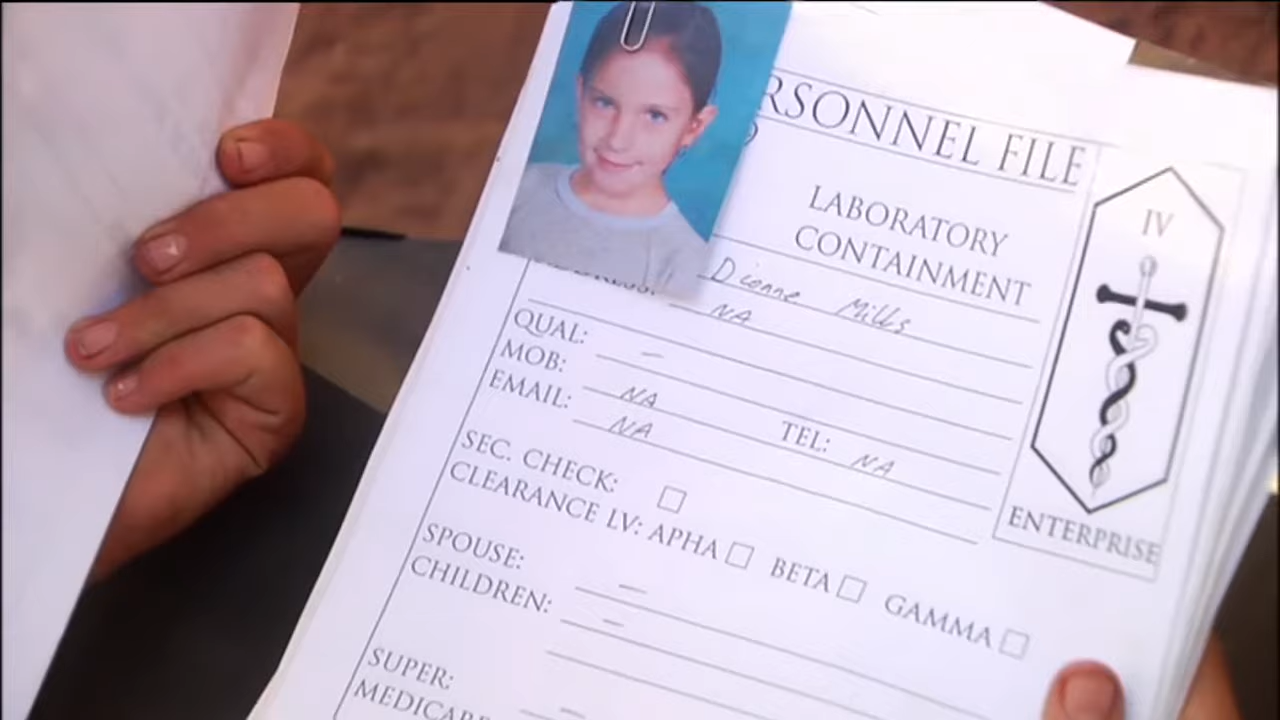 RSONNEL FILE
LABORATORY
CONTAINMENT
IV
Dianne Mills
NA
QUAL: —
MOB: NA TEL: NA
EMAIL: NA
SEC. CHECK:
CLEARANCE LV: APHA BETA GAMMA
ENTERPRISE
SPOUSE: —
CHILDREN: —
SUPER:
MEDICARE